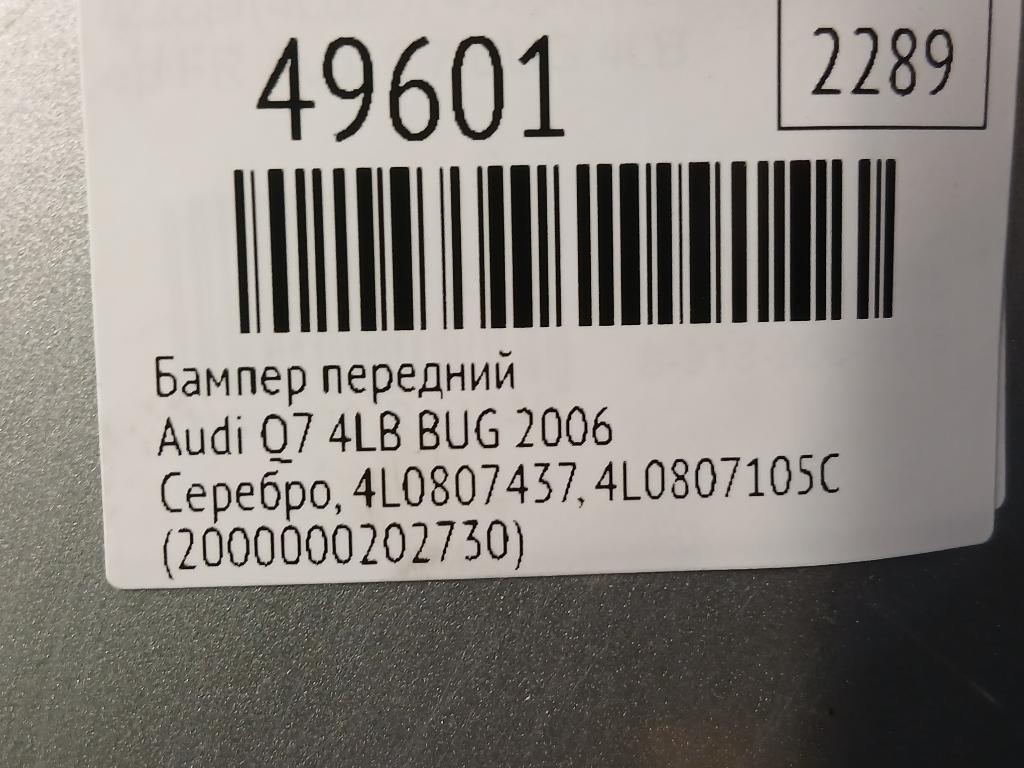 49601
2289
Бампер передний
Audi Q7 4LB BUG 2006
Серебро, 4L0807437, 4L0807105C
(2000000202730)